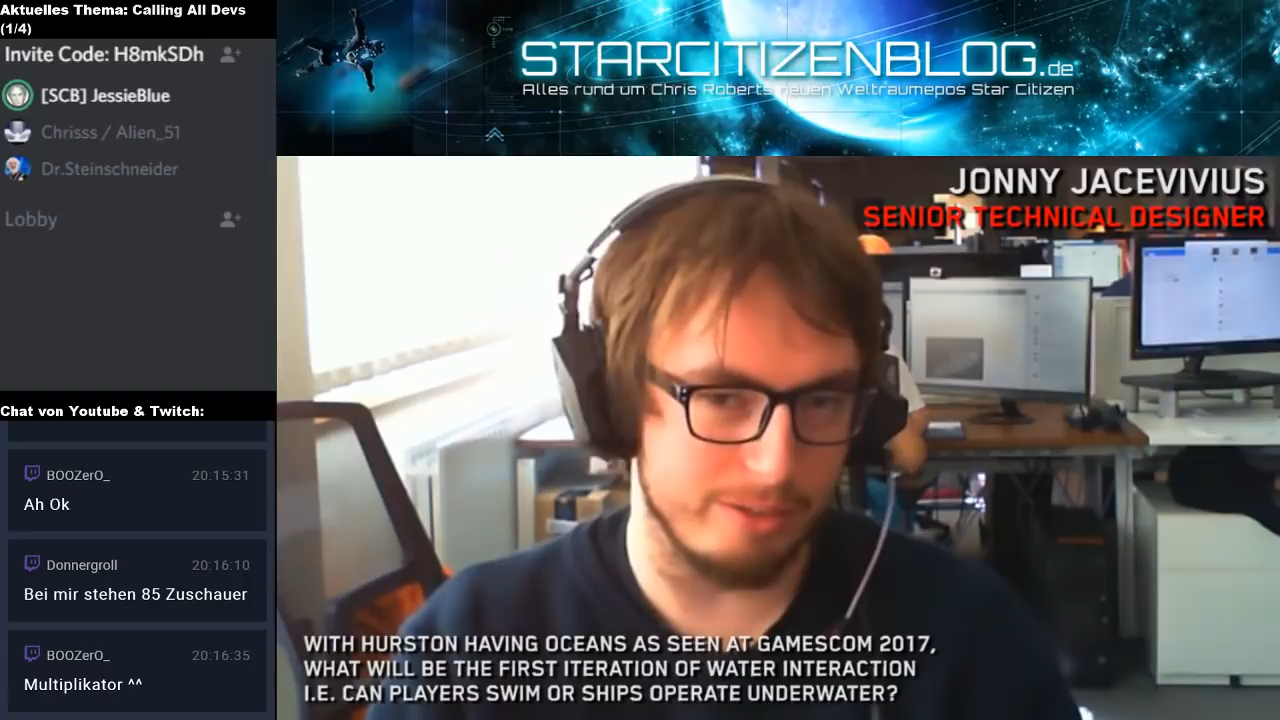 Aktuelles Thema: Calling All Devs
(1/4)
Invite Code: H8mkSDh
[SCB] JessieBlue
Chrisss / Alien_51
Dr.Steinschneider
Lobby
Chat von Youtube & Twitch:
BOOZerO_ 20:15:31
Ah Ok
Donnergroll 20:16:10
Bei mir stehen 85 Zuschauer
BOOZerO_ 20:16:35
Multiplikator ^^
STARCITIZENBLOG.de
Alles rund um Chris Roberts neuen Weltraumepos Star Citizen
JONNY JACEVIVIUS
SENIOR TECHNICAL DESIGNER
WITH HURSTON HAVING OCEANS AS SEEN AT GAMESCOM 2017,
WHAT WILL BE THE FIRST ITERATION OF WATER INTERACTION
I.E. CAN PLAYERS SWIM OR SHIPS OPERATE UNDERWATER?